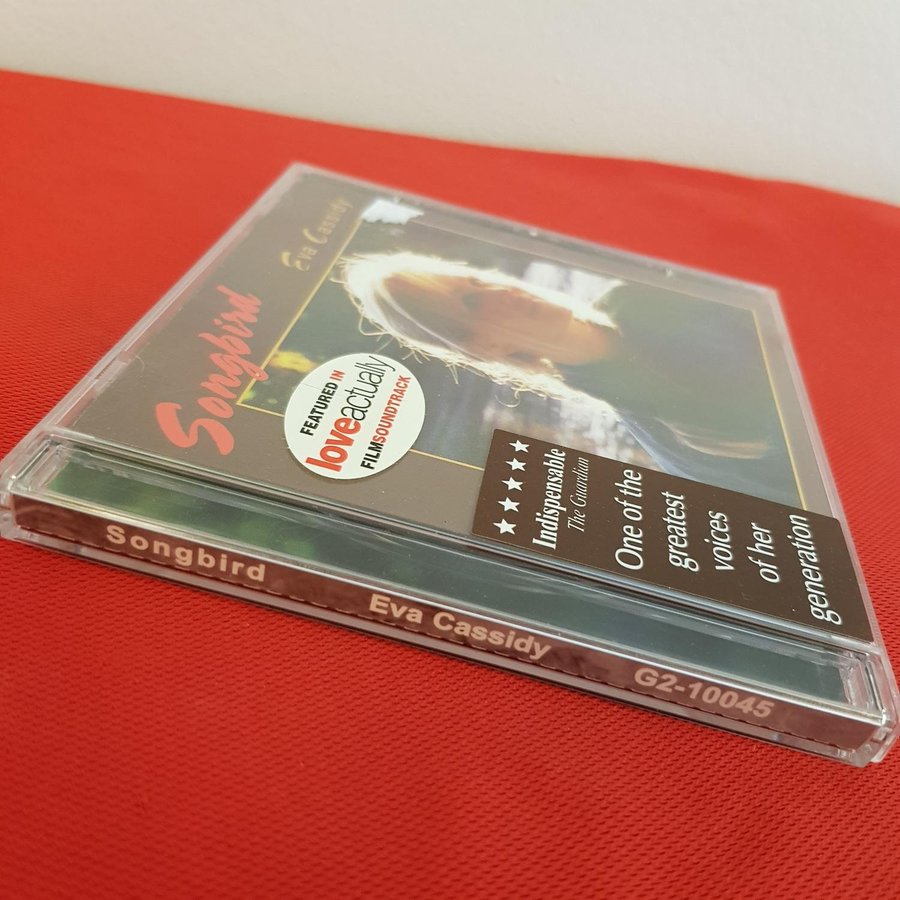 Songbird
Eva Cassidy
FEATURED IN
loveactually
FILMSOUNDTRACK
★★★★
Indispensable
The Guardian
One of the
greatest
voices
of her
generation
Songbird Eva Cassidy G2-10045